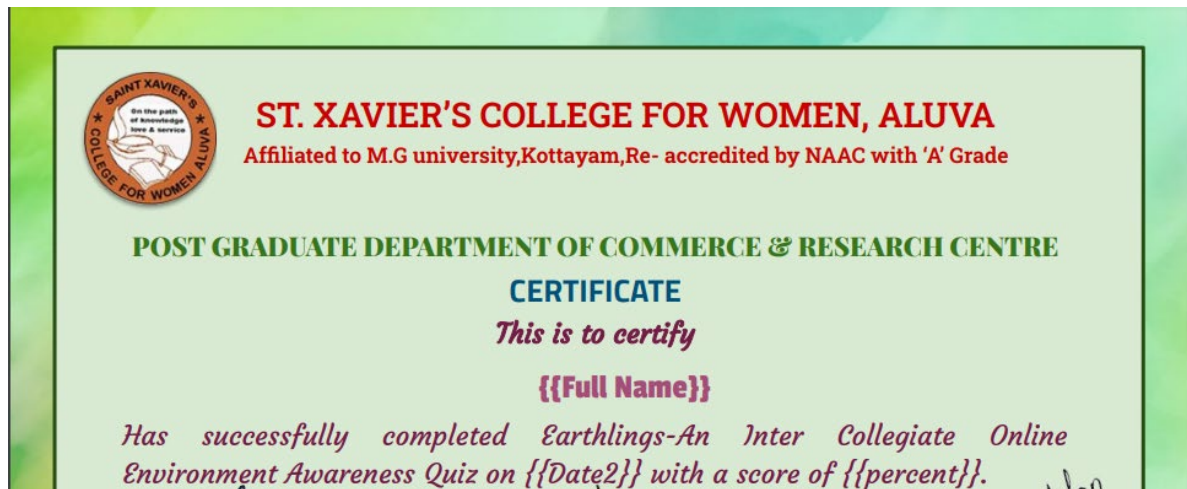 SAINT XAVIER'S
COLLEGE FOR WOMEN ALUVA
On the path
of knowledge
love & service
ST. XAVIER'S COLLEGE FOR WOMEN, ALUVA
Affiliated to M.G university,Kottayam,Re- accredited by NAAC with ‘A’ Grade
POST GRADUATE DEPARTMENT OF COMMERCE & RESEARCH CENTRE
CERTIFICATE
This is to certify
{{Full Name}}
Has successfully completed Earthlings-An Inter Collegiate Online
Environment Awareness Quiz on {{Date2}} with a score of {{percent}}.